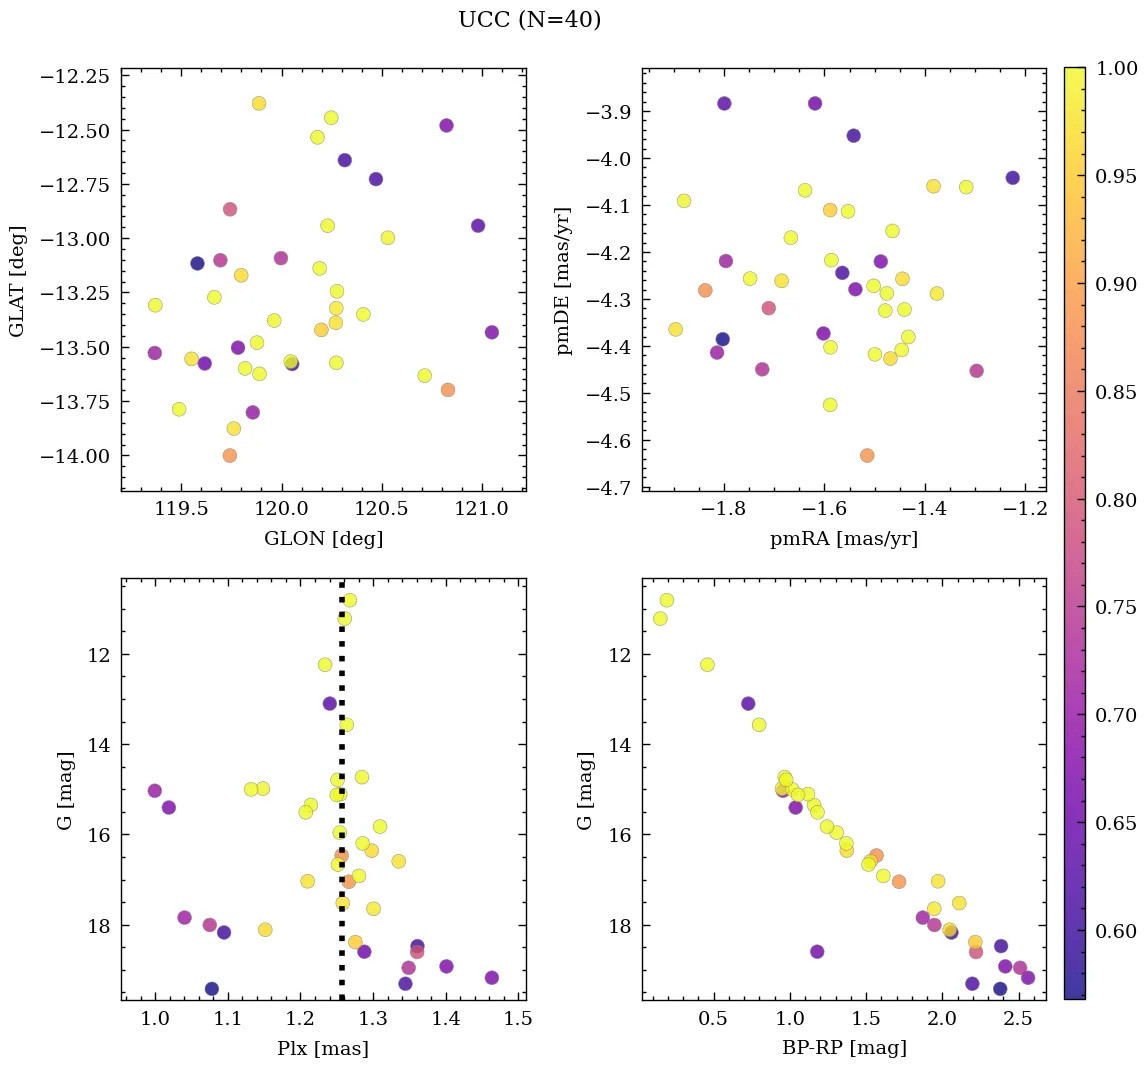 UCC (N=40)
−12.25
−12.50
−12.75
−13.00
−13.25
−13.50
−13.75
−14.00
GLAT [deg]
119.5 120.0 120.5 121.0
GLON [deg]
−3.9
−4.0
−4.1
−4.2
−4.3
−4.4
−4.5
−4.6
−4.7
pmDE [mas/yr]
−1.8 −1.6 −1.4 −1.2
pmRA [mas/yr]
12
14
16
18
G [mag]
1.0 1.1 1.2 1.3 1.4 1.5
Plx [mas]
12
14
16
18
G [mag]
0.5 1.0 1.5 2.0 2.5
BP-RP [mag]
1.00
0.95
0.90
0.85
0.80
0.75
0.70
0.65
0.60